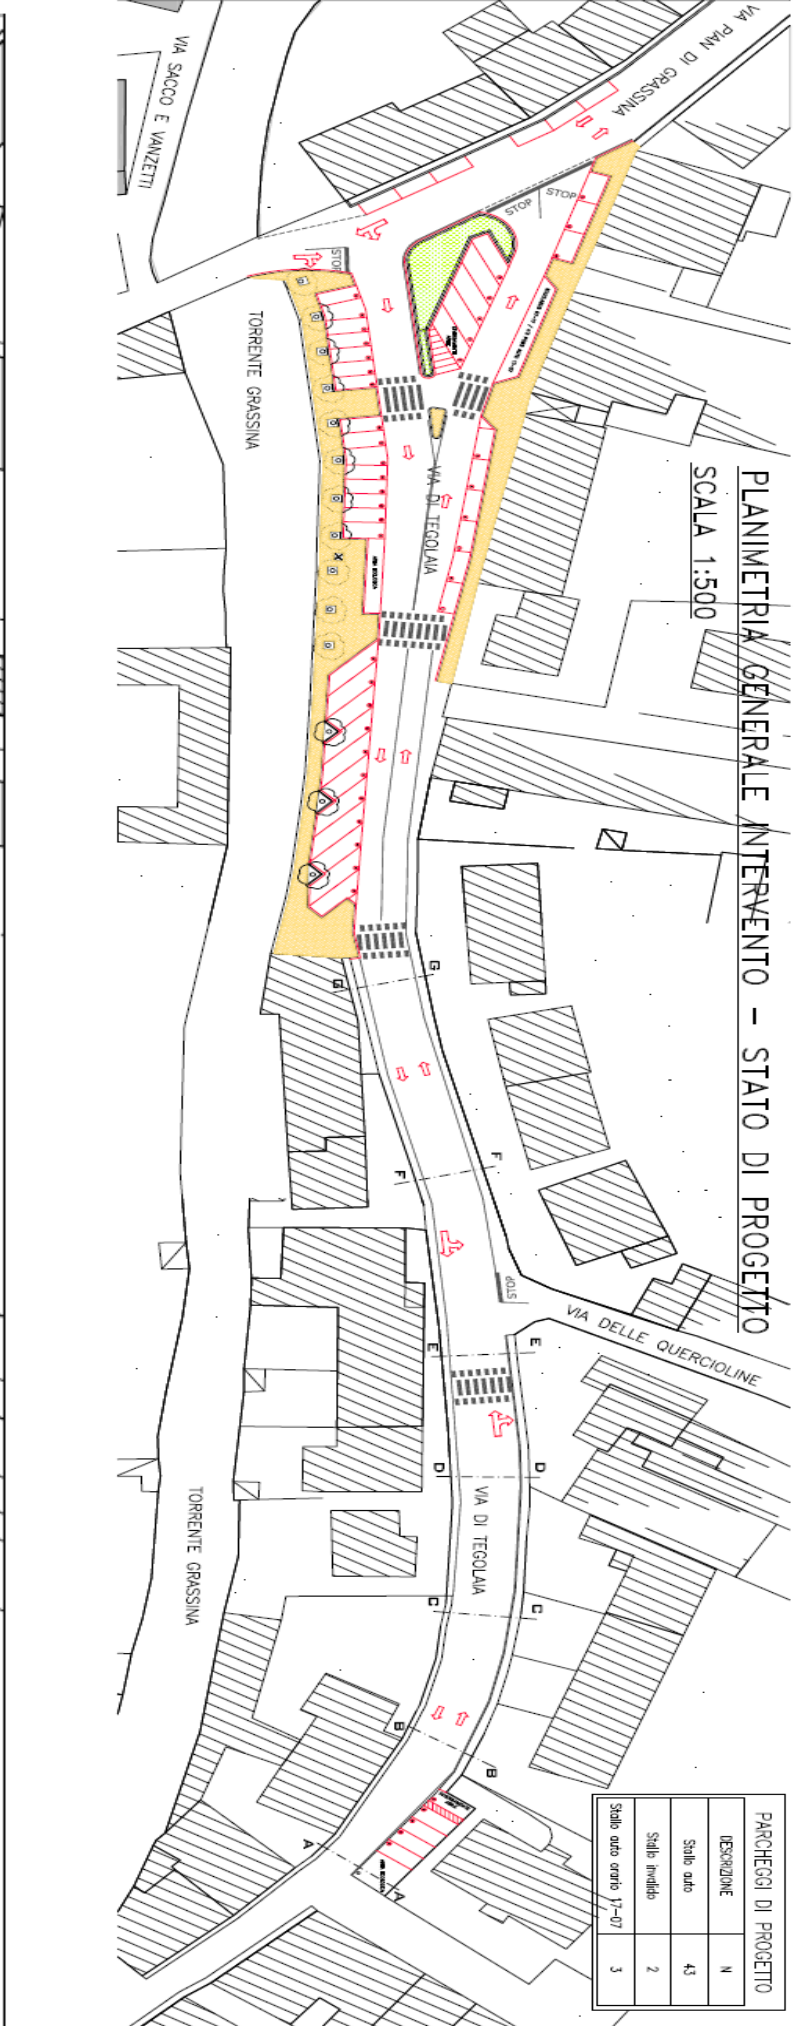 PLANIMETRIA GENERALE INTERVENTO - STATO DI PROGETTO
SCALA 1:500
VIA PIAN DI GRASSINA
VIA SACCO E VANZETTI
STOP
STOP
STOP
TORRENTE GRASSINA
VIA DI TEGOLAIA
X
G
G
F
F
STOP
VIA DELLE QUERCIOLINE
E
E
D
D
VIA DI TEGOLAIA
TORRENTE GRASSINA
C
C
B
B
A
A
PARCHEGGI DI PROGETTO
DESCRIZIONE N
Stallo auto 43
Stallo invalido 2
Stallo auto orario 17-07 3